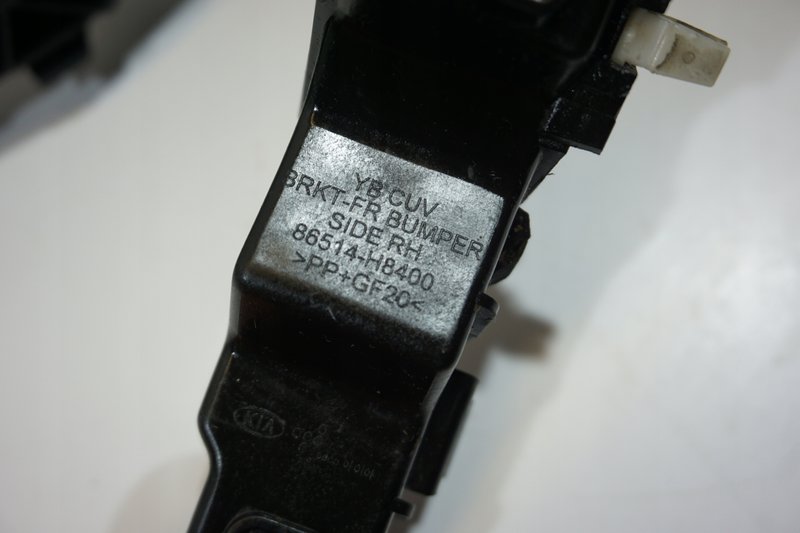 YB CUV
BRKT-FR BUMPER
SIDE RH
86514-H8400
>PP+GF20<
KIA